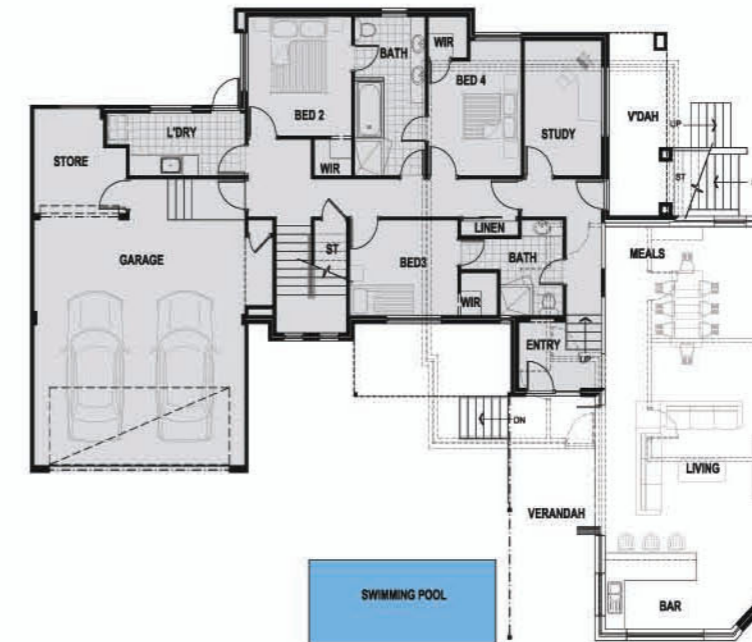 BATH
WIR
BED 2
BED 4
L'DRY
V'DAH
STUDY
UP
STORE
WIR
ST
LINEN
ST
MEALS
GARAGE
BED3
BATH
WIR
ENTRY
UP
DN
LIVING
VERANDAH
SWIMMING POOL
BAR